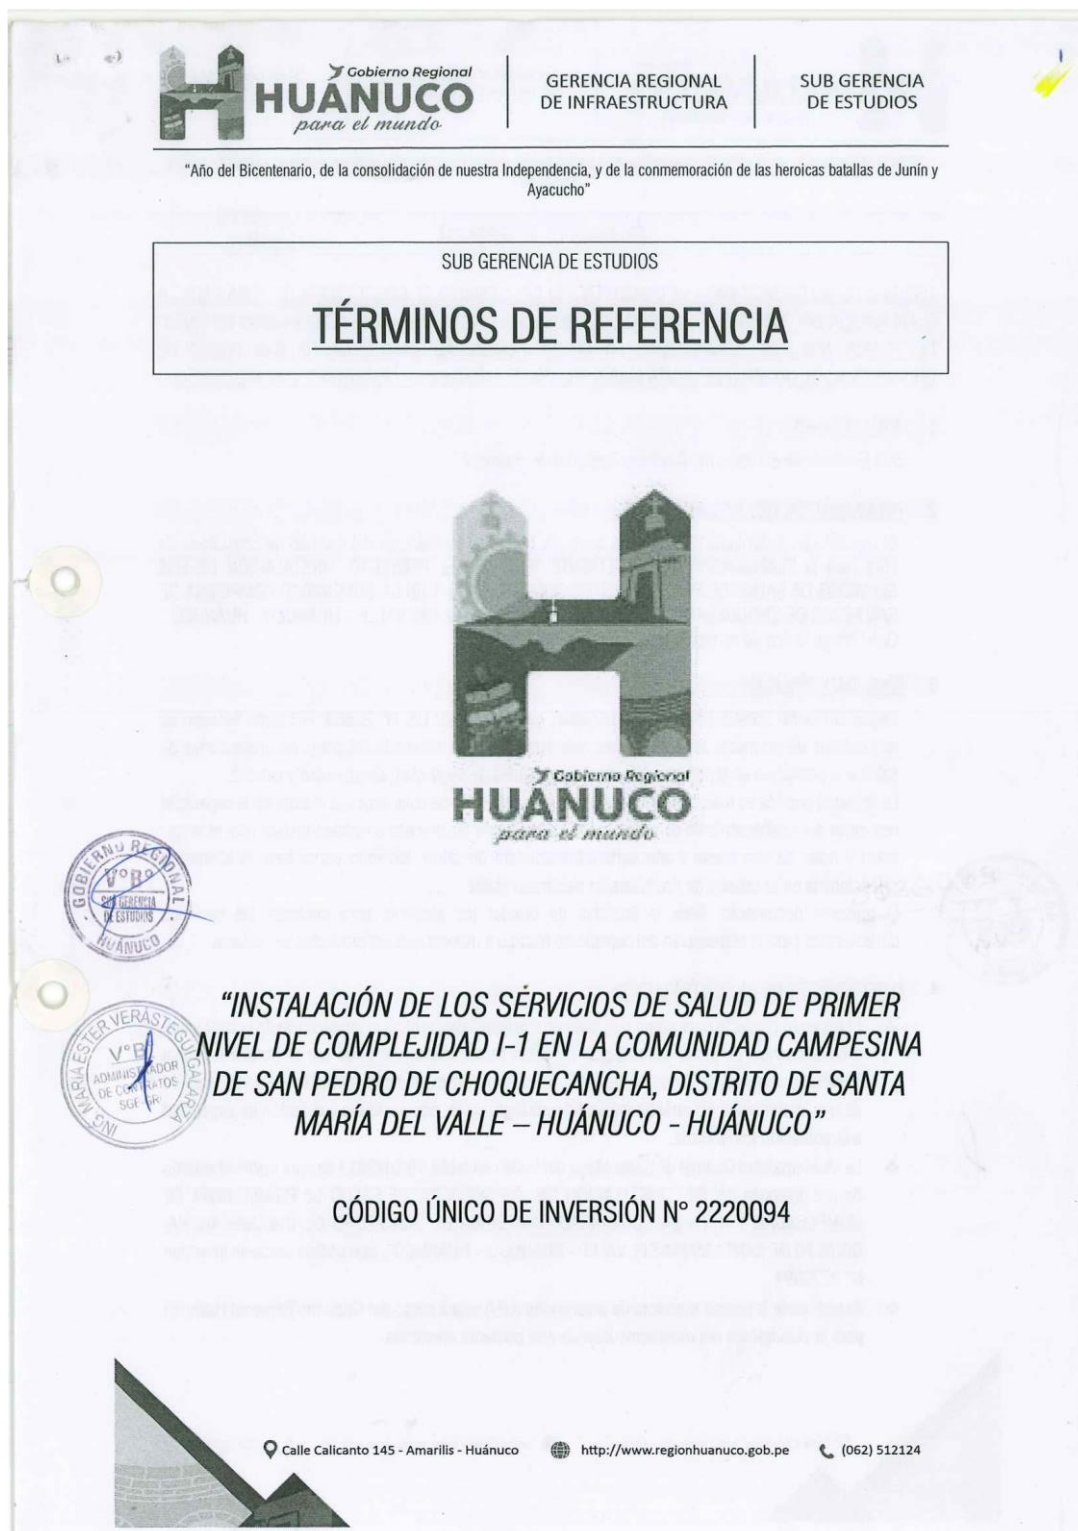 Gobierno Regional
HUÁNUCO
para el mundo
GERENCIA REGIONAL
DE INFRAESTRUCTURA
SUB GERENCIA
DE ESTUDIOS
"Año del Bicentenario, de la consolidación de nuestra Independencia, y de la conmemoración de las heroicas batallas de Junín y
Ayacucho"
SUB GERENCIA DE ESTUDIOS
TÉRMINOS DE REFERENCIA
Gobierno Regional
HUÁNUCO
para el mundo
GOBIERNO REGIONAL
V°B°
SUB GERENCIA
DE ESTUDIOS
HUÁNUCO
ING MARIA ESTER VERÁSTEGUI GALARZA
V°B
ADMINISTRADOR
DE CONTRATOS
"INSTALACIÓN DE LOS SERVICIOS DE SALUD DE PRIMER
NIVEL DE COMPLEJIDAD I-1 EN LA COMUNIDAD CAMPESINA
DE SAN PEDRO DE CHOQUECANCHA, DISTRITO DE SANTA
MARÍA DEL VALLE – HUÁNUCO - HUÁNUCO"
CÓDIGO ÚNICO DE INVERSIÓN N° 2220094
Calle Calicanto 145 - Amarilis - Huánuco
http://www.regionhuanuco.gob.pe
(062) 512124